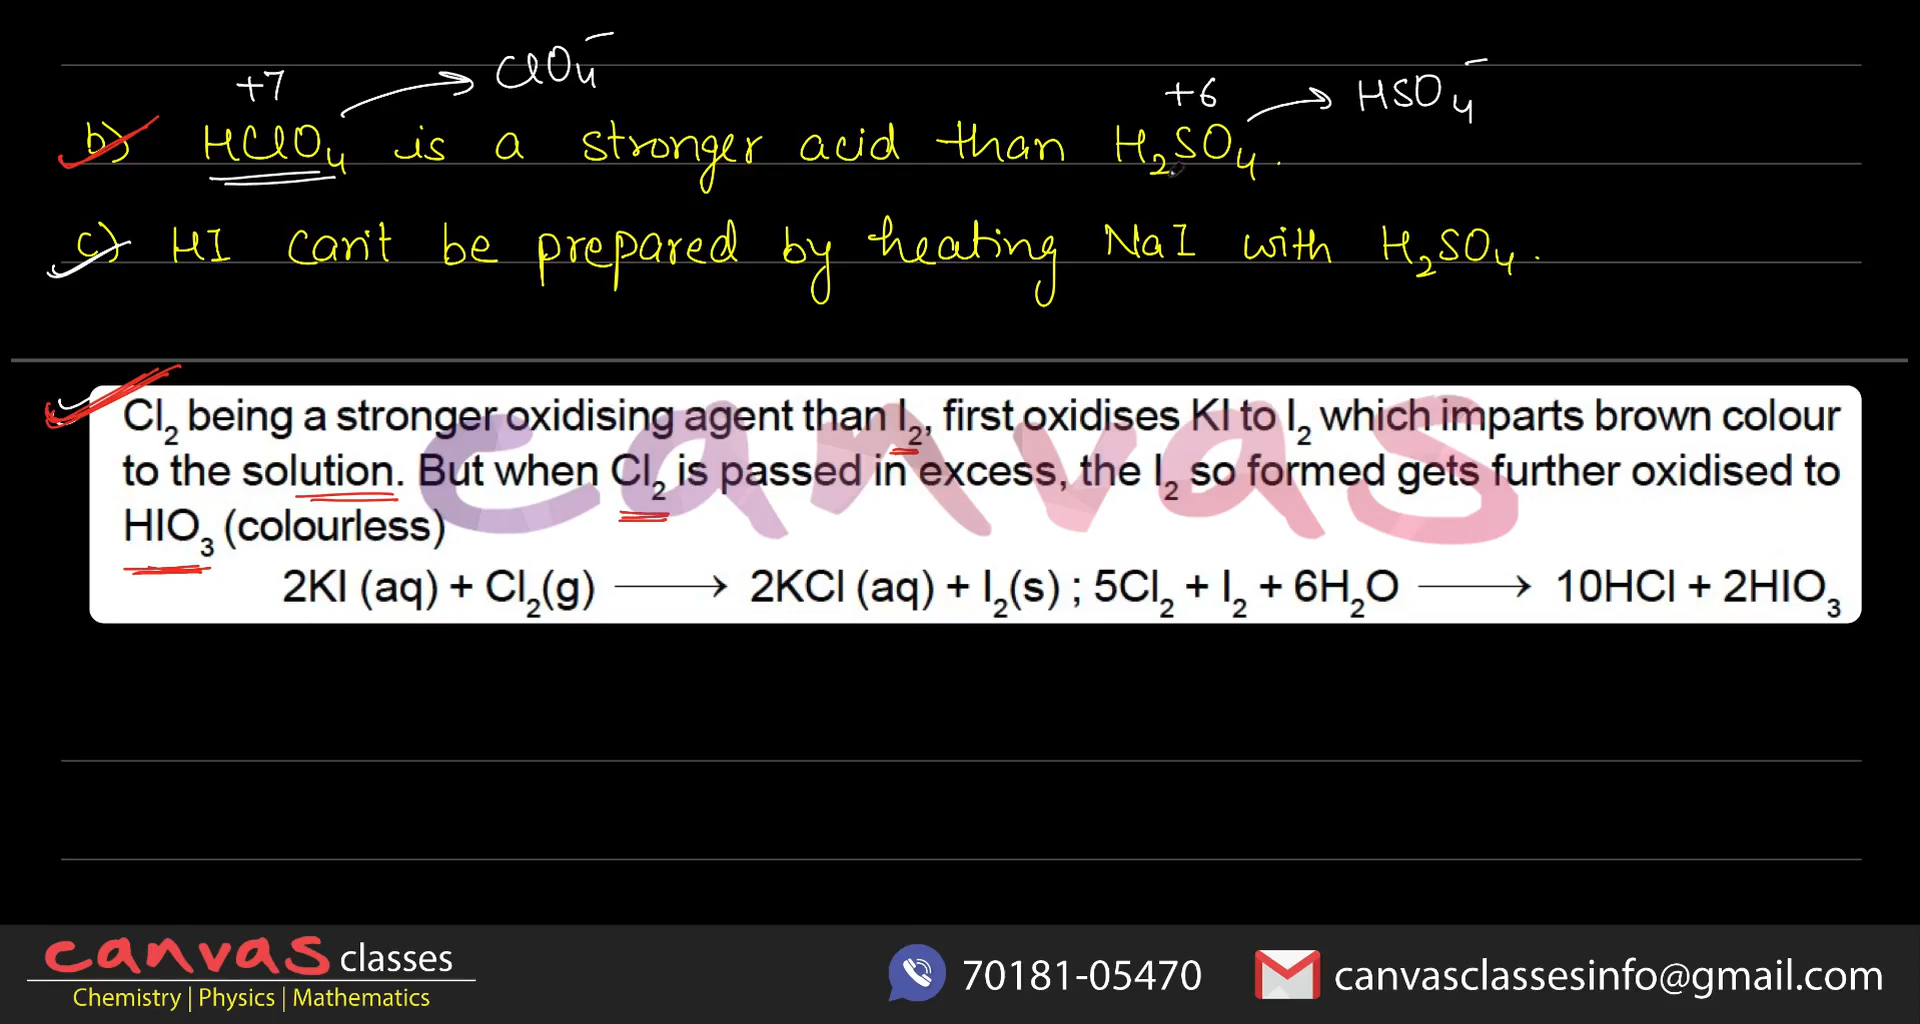 +7 ClO₄⁻ +6 HSO₄⁻
b) HClO₄ is a stronger acid than H₂SO₄.
c) HI can't be prepared by heating NaI with H₂SO₄.
Cl₂ being a stronger oxidising agent than I₂, first oxidises KI to I₂ which imparts brown colour
to the solution. But when Cl₂ is passed in excess, the I₂ so formed gets further oxidised to
HIO₃ (colourless)
2KI (aq) + Cl₂(g) ⟶ 2KCl (aq) + I₂(s) ; 5Cl₂ + I₂ + 6H₂O ⟶ 10HCl + 2HIO₃
canvas
canvas classes
Chemistry | Physics | Mathematics
70181-05470
canvasclassesinfo@gmail.com